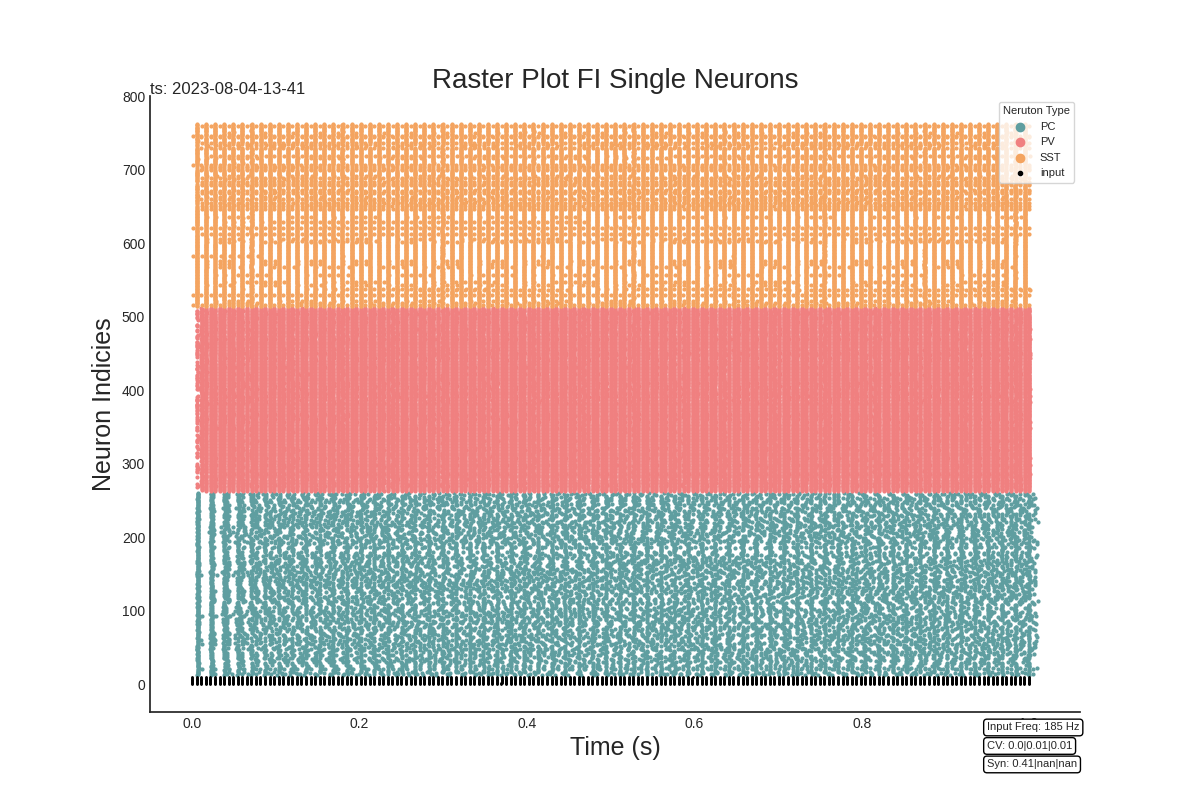 Raster Plot FI Single Neurons
ts: 2023-08-04-13-41
Neruton Type
PC
PV
SST
input
Neuron Indicies
800
700
600
500
400
300
200
100
0
0.0
0.2
0.4
0.6
0.8
Time (s)
Input Freq: 185 Hz
CV: 0.0|0.01|0.01
Syn: 0.41|nan|nan